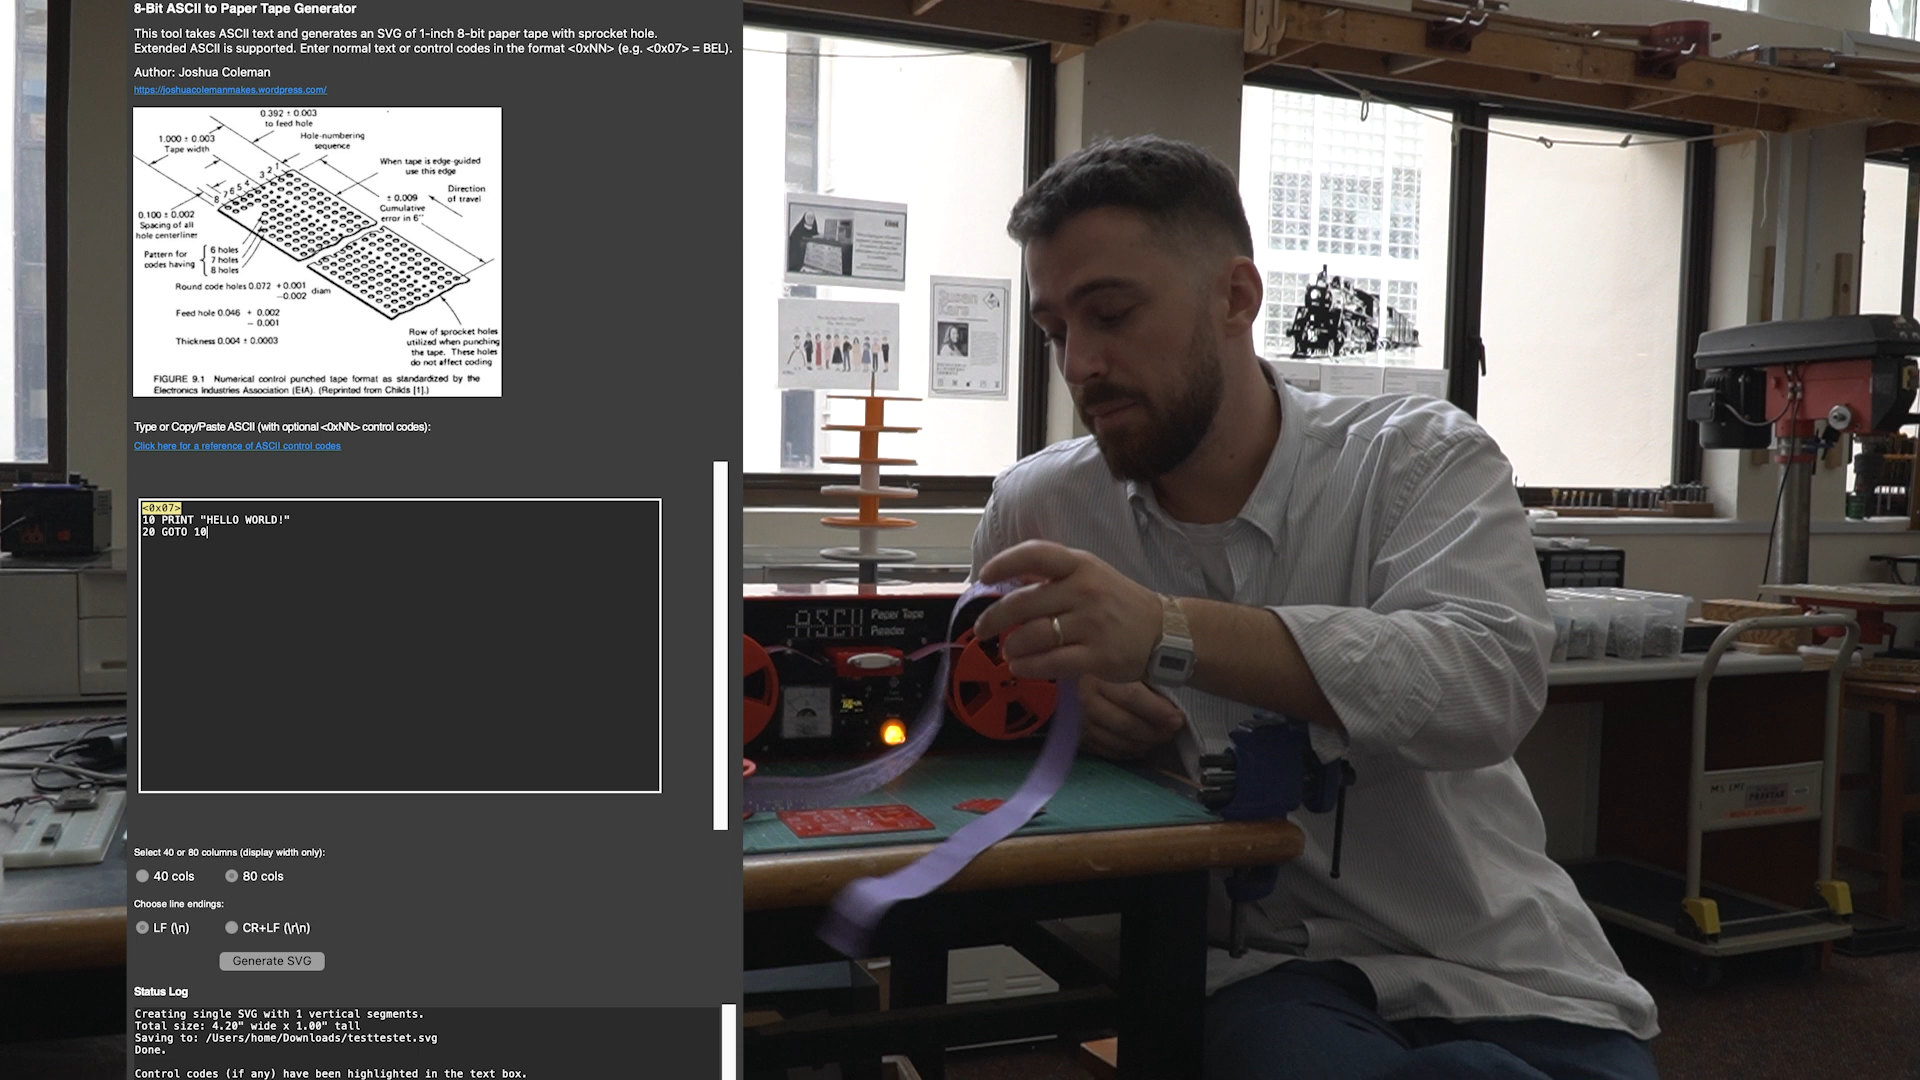 8-Bit ASCII to Paper Tape Generator
This tool takes ASCII text and generates an SVG of 1-inch 8-bit paper tape with sprocket hole.
Extended ASCII is supported. Enter normal text or control codes in the format <0xNN> (e.g. <0x07> = BEL).
Author: Joshua Coleman
https://joshuacolemanmakes.wordpress.com/
0.392 ± 0.003
to feed hole
1.000 ± 0.003
Tape width
Hole-numbering
sequence
When tape is edge-guided
use this edge
Direction
of travel
± 0.009
Cumulative
error in 6"
8 7 6 5 4 3 2 1
0.100 ± 0.002
Spacing of all
hole centerliner
Pattern for
codes having
6 holes
7 holes
8 holes
Round code holes 0.072 +0.001
−0.002 diam
Feed hole 0.046 + 0.002
− 0.001
Thickness 0.004 ± 0.0003
Row of sprocket holes
utilized when punching
the tape. These holes
do not affect coding
FIGURE 9.1 Numerical control punched tape format as standardized by the
Electronics Industries Association (EIA). (Reprinted from Childs [1].)
Type or Copy/Paste ASCII (with optional <0xNN> control codes):
Click here for a reference of ASCII control codes
<0x07>
10 PRINT "HELLO WORLD!"
20 GOTO 10
Select 40 or 80 columns (display width only):
40 cols 80 cols
Choose line endings:
LF (\n) CR+LF (\r\n)
Generate SVG
Status Log
Creating single SVG with 1 vertical segments.
Total size: 4.20" wide x 1.00" tall
Saving to: /Users/home/Downloads/testtestet.svg
Done.
Control codes (if any) have been highlighted in the text box.
Susan
Kare
ASCII Paper Tape
Reader